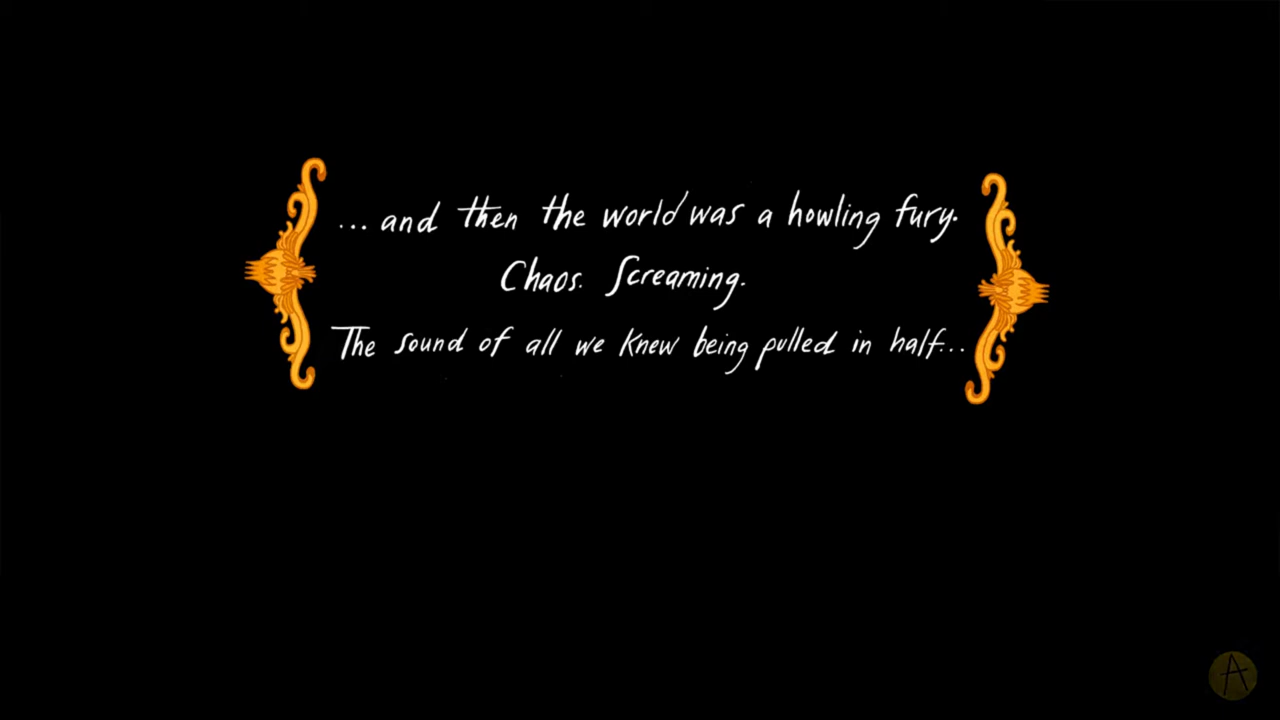 ... and then the world was a howling fury.
Chaos. Screaming.
The sound of all we knew being pulled in half...
A